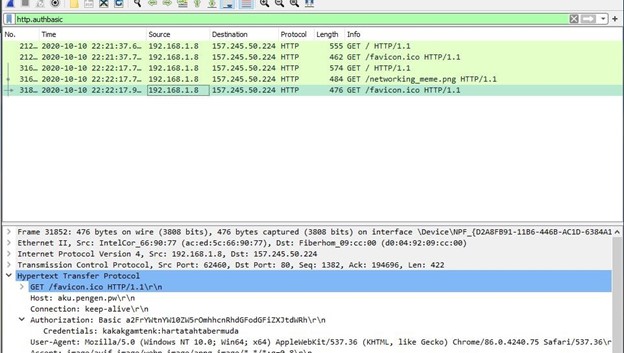 http.authbasic
No. Time Source Destination Protocol Length Info
212… 2020-10-10 22:21:37.6… 192.168.1.8 157.245.50.224 HTTP 555 GET / HTTP/1.1
212… 2020-10-10 22:21:37.6… 192.168.1.8 157.245.50.224 HTTP 462 GET /favicon.ico HTTP/1.1
316… 2020-10-10 22:22:17.7… 192.168.1.8 157.245.50.224 HTTP 574 GET / HTTP/1.1
316… 2020-10-10 22:22:17.7… 192.168.1.8 157.245.50.224 HTTP 484 GET /networking_meme.png HTTP/1.1
318… 2020-10-10 22:22:17.9… 192.168.1.8 157.245.50.224 HTTP 476 GET /favicon.ico HTTP/1.1
Frame 31852: 476 bytes on wire (3808 bits), 476 bytes captured (3808 bits) on interface \Device\NPF_{D2A8FB91-11B6-446B-AC1D-6384A1
Ethernet II, Src: IntelCor_66:90:77 (ac:ed:5c:66:90:77), Dst: Fiberhom_09:cc:00 (d0:04:92:09:cc:00)
Internet Protocol Version 4, Src: 192.168.1.8, Dst: 157.245.50.224
Transmission Control Protocol, Src Port: 62460, Dst Port: 80, Seq: 1382, Ack: 194696, Len: 422
Hypertext Transfer Protocol
GET /favicon.ico HTTP/1.1\r\n
Host: aku.pengen.pw\r\n
Connection: keep-alive\r\n
Authorization: Basic a2FrYWtnYW10ZW5rOmhhcnRhdGFodGFiZXJtdWRh\r\n
Credentials: kakakgamtenk:hartatahtabermuda
User-Agent: Mozilla/5.0 (Windows NT 10.0; Win64; x64) AppleWebKit/537.36 (KHTML, like Gecko) Chrome/86.0.4240.75 Safari/537.36